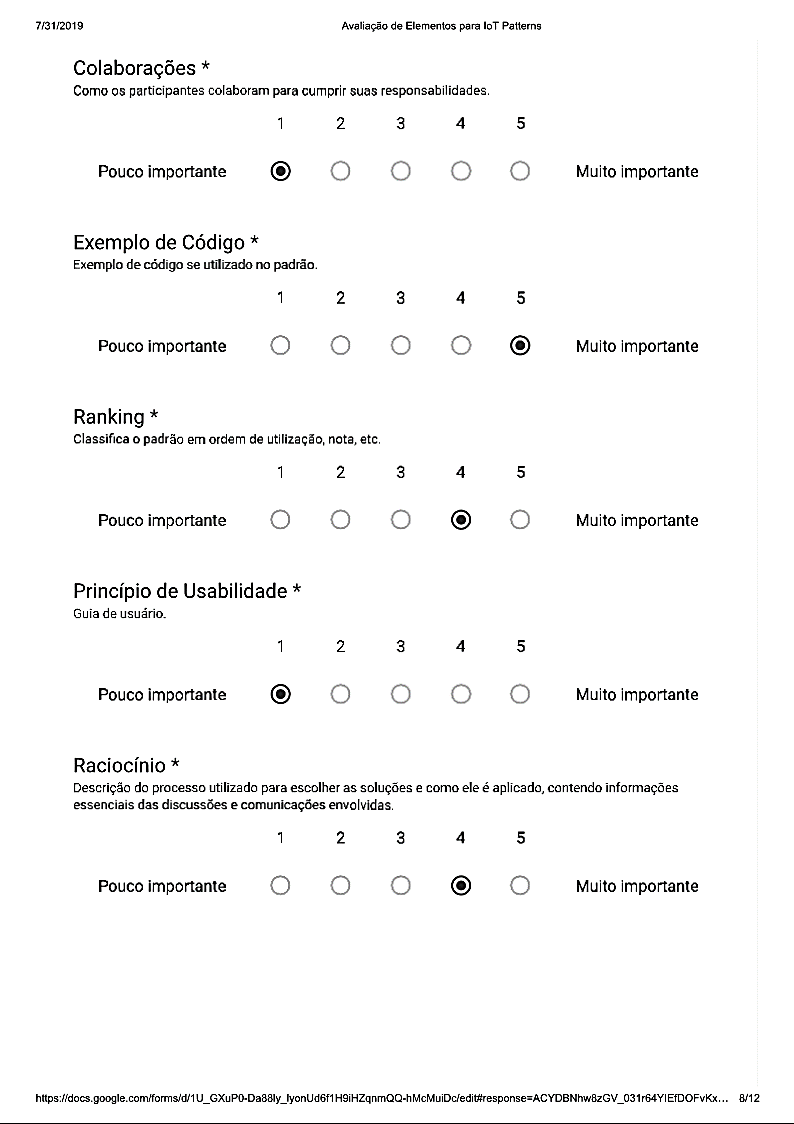 7/31/2019 Avaliação de Elementos para IoT Patterns
Colaborações *
Como os participantes colaboram para cumprir suas responsabilidades.
1 2 3 4 5
Pouco importante Muito importante
Exemplo de Código *
Exemplo de código se utilizado no padrão.
1 2 3 4 5
Pouco importante Muito importante
Ranking *
Classifica o padrão em ordem de utilização, nota, etc.
1 2 3 4 5
Pouco importante Muito importante
Princípio de Usabilidade *
Guia de usuário.
1 2 3 4 5
Pouco importante Muito importante
Raciocínio *
Descrição do processo utilizado para escolher as soluções e como ele é aplicado, contendo informações
essenciais das discussões e comunicações envolvidas.
1 2 3 4 5
Pouco importante Muito importante
https://docs.google.com/forms/d/1U_GXuP0-Da88ly_IyonUd6f1H9iHZqnmQQ-hMcMuiDc/edit#response=ACYDBNhw8zGV_031r64YlEfDOFvKx... 8/12